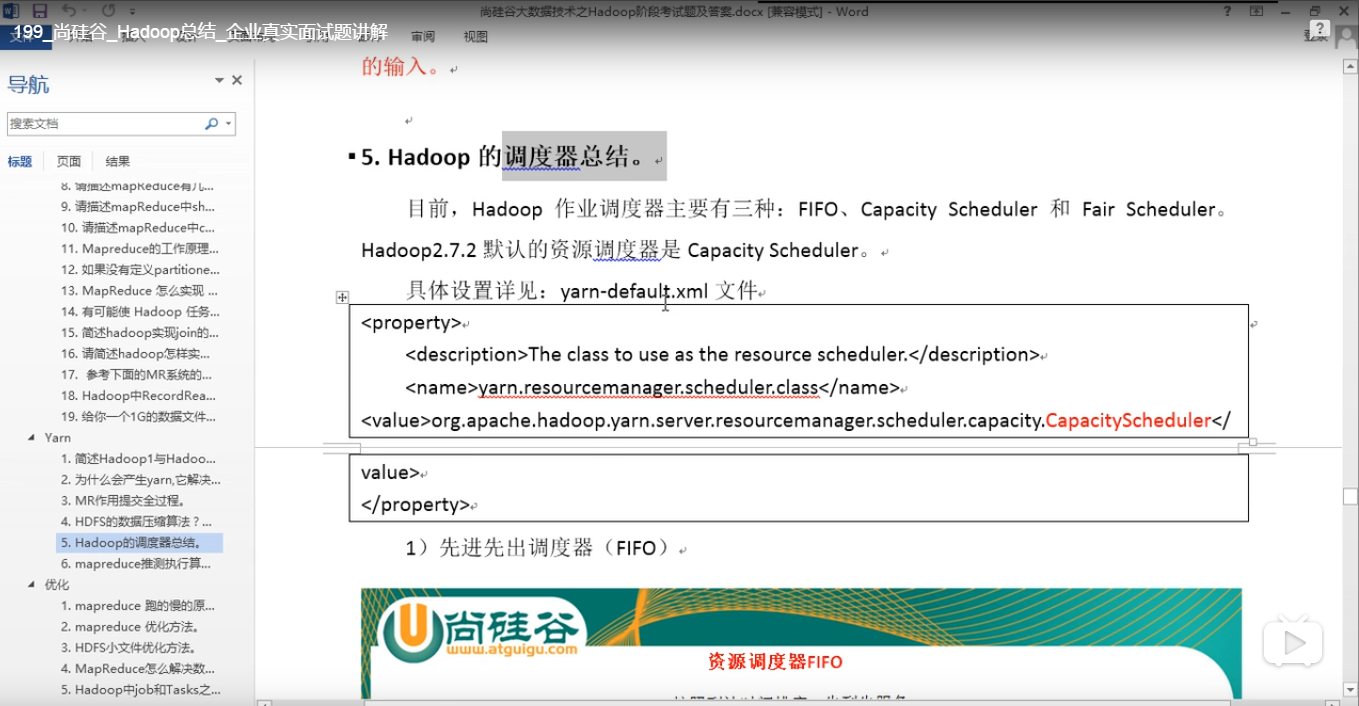 尚硅谷大数据技术之Hadoop阶段考试题及答案.docx [兼容模式] - Word
199_尚硅谷_Hadoop总结_企业真实面试题讲解
审阅 视图
导航
搜索文档
标题 页面 结果
8. 请描述mapReduce有几...
9. 请描述mapReduce中sh...
10. 请描述mapReduce中c...
11. Mapreduce的工作原理...
12. 如果没有定义partitione...
13. MapReduce 怎么实现 ...
14. 有可能使 Hadoop 任务...
15. 简述hadoop实现join的...
16. 请简述hadoop怎样实...
17. 参考下面的MR系统的...
18. Hadoop中RecordRea...
19. 给你一个1G的数据文件...
Yarn
1. 简述Hadoop1与Hadoo...
2. 为什么会产生yarn,它解决...
3. MR作用提交全过程。
4. HDFS的数据压缩算法？...
5. Hadoop的调度器总结。
6. mapreduce推测执行算...
优化
1. mapreduce 跑的慢的原...
2. mapreduce 优化方法。
3. HDFS小文件优化方法。
4. MapReduce怎么解决数...
5. Hadoop中job和Tasks之...
的输入。
5. Hadoop 的调度器总结。
目前，Hadoop 作业调度器主要有三种：FIFO、Capacity Scheduler 和 Fair Scheduler。
Hadoop2.7.2 默认的资源调度器是 Capacity Scheduler。
具体设置详见：yarn-default.xml 文件
<property>
<description>The class to use as the resource scheduler.</description>
<name>yarn.resourcemanager.scheduler.class</name>
<value>org.apache.hadoop.yarn.server.resourcemanager.scheduler.capacity.CapacityScheduler</
value>
</property>
1）先进先出调度器（FIFO）
尚硅谷
www.atguigu.com
资源调度器FIFO